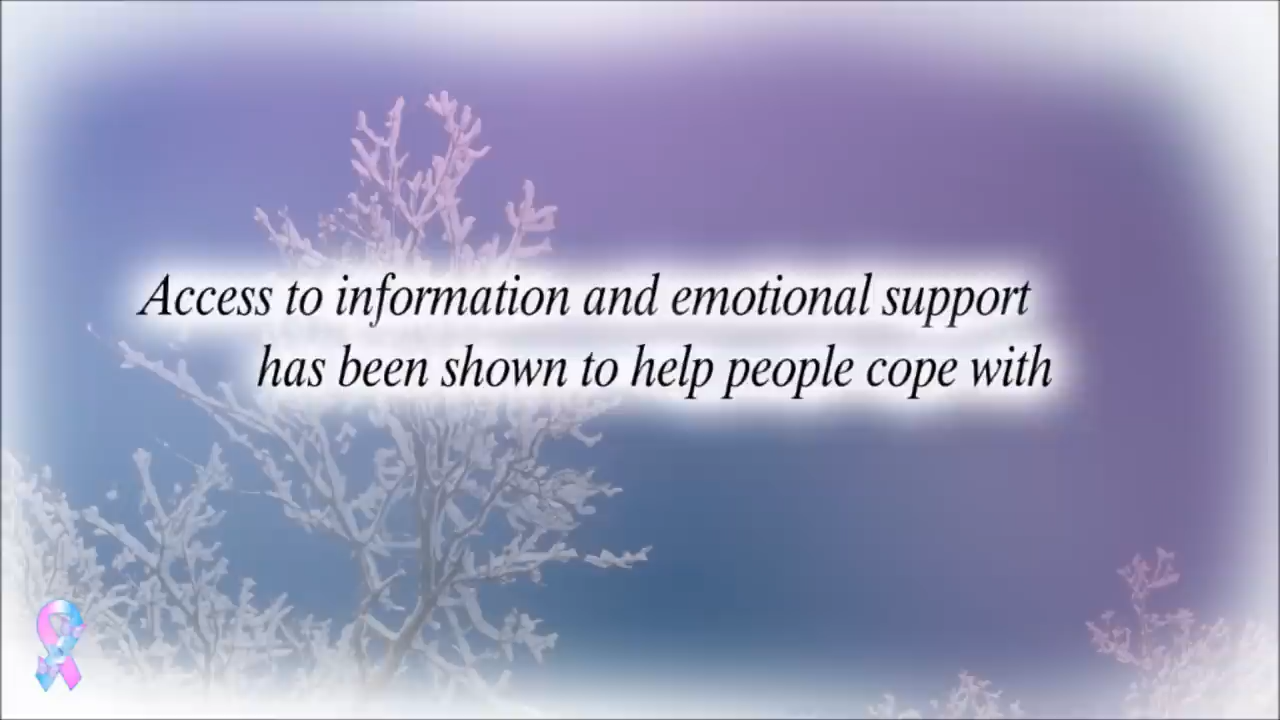 Access to information and emotional support
has been shown to help people cope with